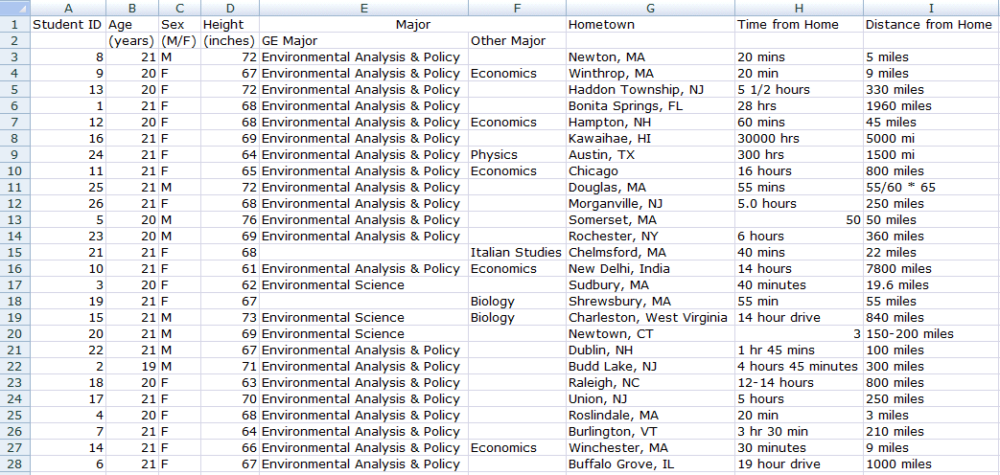 A B C D E F G H I
1 Student ID Age Sex Height Major Hometown Time from Home Distance from Home
2 (years) (M/F) (inches) GE Major Other Major
3 8 21 M 72 Environmental Analysis & Policy Newton, MA 20 mins 5 miles
4 9 20 F 67 Environmental Analysis & Policy Economics Winthrop, MA 20 min 9 miles
5 13 20 F 72 Environmental Analysis & Policy Haddon Township, NJ 5 1/2 hours 330 miles
6 1 21 F 68 Environmental Analysis & Policy Bonita Springs, FL 28 hrs 1960 miles
7 12 20 F 68 Environmental Analysis & Policy Economics Hampton, NH 60 mins 45 miles
8 16 21 F 69 Environmental Analysis & Policy Kawaihae, HI 30000 hrs 5000 mi
9 24 21 F 64 Environmental Analysis & Policy Physics Austin, TX 300 hrs 1500 mi
10 11 21 F 65 Environmental Analysis & Policy Economics Chicago 16 hours 800 miles
11 25 21 M 72 Environmental Analysis & Policy Douglas, MA 55 mins 55/60 * 65
12 26 21 F 68 Environmental Analysis & Policy Morganville, NJ 5.0 hours 250 miles
13 5 20 M 76 Environmental Analysis & Policy Somerset, MA 50 50 miles
14 23 20 M 69 Environmental Analysis & Policy Rochester, NY 6 hours 360 miles
15 21 21 F 68 Italian Studies Chelmsford, MA 40 mins 22 miles
16 10 21 F 61 Environmental Analysis & Policy Economics New Delhi, India 14 hours 7800 miles
17 3 20 F 62 Environmental Science Sudbury, MA 40 minutes 19.6 miles
18 19 21 F 67 Biology Shrewsbury, MA 55 min 55 miles
19 15 21 M 73 Environmental Science Biology Charleston, West Virginia 14 hour drive 840 miles
20 20 21 M 69 Environmental Science Newtown, CT 3 150-200 miles
21 22 21 M 67 Environmental Analysis & Policy Dublin, NH 1 hr 45 mins 100 miles
22 2 19 M 71 Environmental Analysis & Policy Budd Lake, NJ 4 hours 45 minutes 300 miles
23 18 20 F 63 Environmental Analysis & Policy Raleigh, NC 12-14 hours 800 miles
24 17 21 F 70 Environmental Analysis & Policy Union, NJ 5 hours 250 miles
25 4 20 F 68 Environmental Analysis & Policy Roslindale, MA 20 min 3 miles
26 7 21 F 64 Environmental Analysis & Policy Burlington, VT 3 hr 30 min 210 miles
27 14 21 F 66 Environmental Analysis & Policy Economics Winchester, MA 30 minutes 9 miles
28 6 21 F 67 Environmental Analysis & Policy Buffalo Grove, IL 19 hour drive 1000 miles